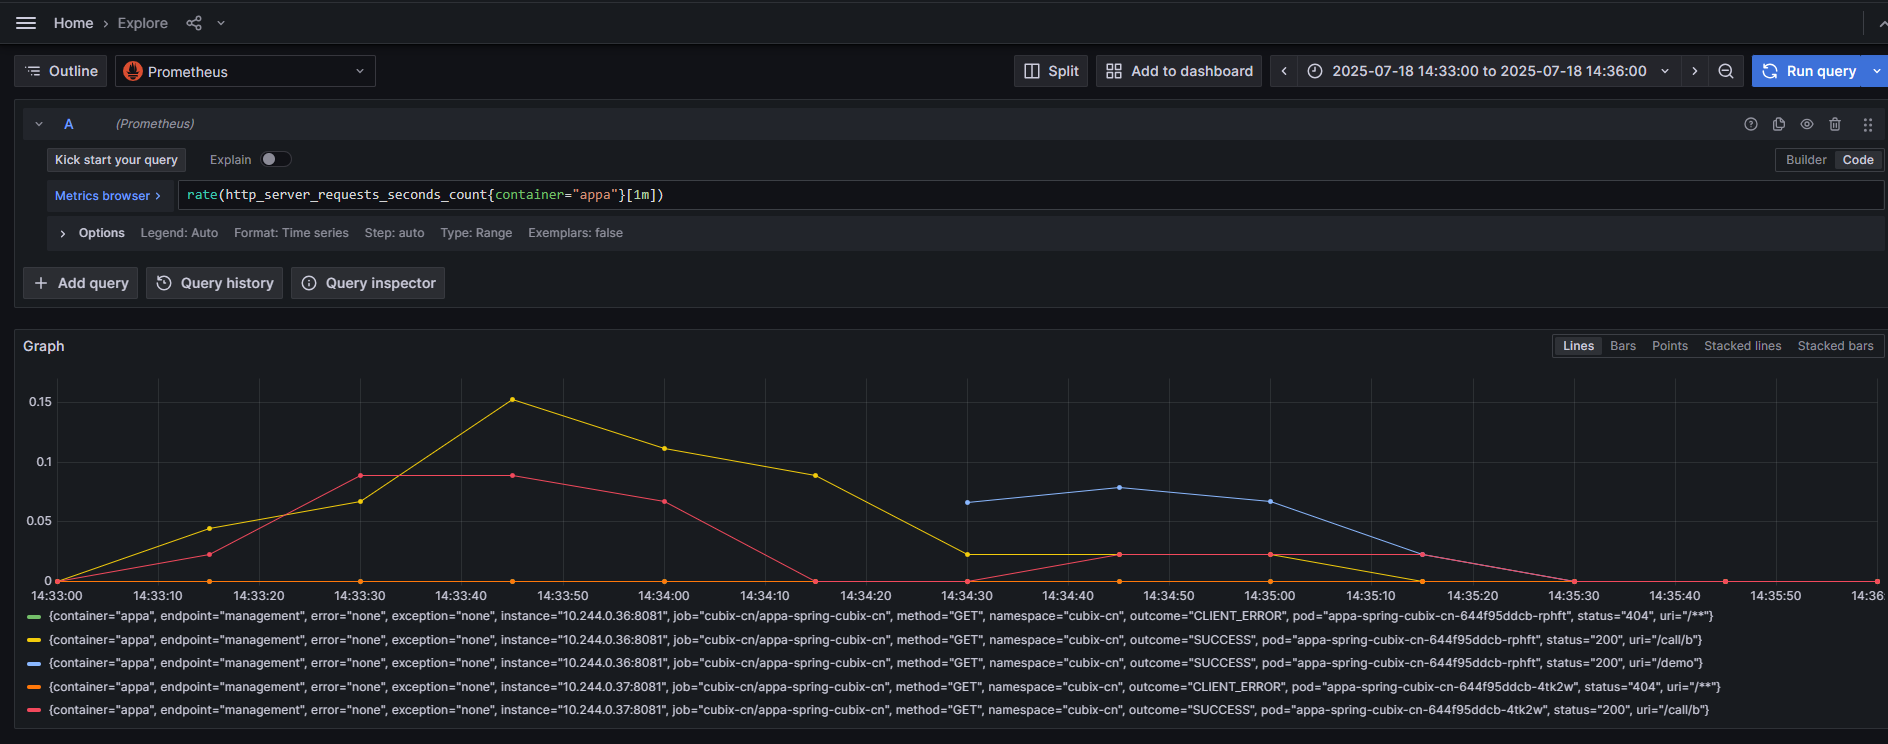 Home › Explore
Outline Prometheus Split Add to dashboard 2025-07-18 14:33:00 to 2025-07-18 14:36:00 Run query
A (Prometheus)
Kick start your query Explain Builder Code
Metrics browser > rate(http_server_requests_seconds_count{container="appa"}[1m])
Options Legend: Auto Format: Time series Step: auto Type: Range Exemplars: false
+ Add query Query history Query inspector
Graph Lines Bars Points Stacked lines Stacked bars
0.15
0.1
0.05
0
14:33:00 14:33:10 14:33:20 14:33:30 14:33:40 14:33:50 14:34:00 14:34:10 14:34:20 14:34:30 14:34:40 14:34:50 14:35:00 14:35:10 14:35:20 14:35:30 14:35:40 14:35:50 14:36:
{container="appa", endpoint="management", error="none", exception="none", instance="10.244.0.36:8081", job="cubix-cn/appa-spring-cubix-cn", method="GET", namespace="cubix-cn", outcome="CLIENT_ERROR", pod="appa-spring-cubix-cn-644f95ddcb-rphft", status="404", uri="/**"}
{container="appa", endpoint="management", error="none", exception="none", instance="10.244.0.36:8081", job="cubix-cn/appa-spring-cubix-cn", method="GET", namespace="cubix-cn", outcome="SUCCESS", pod="appa-spring-cubix-cn-644f95ddcb-rphft", status="200", uri="/call/b"}
{container="appa", endpoint="management", error="none", exception="none", instance="10.244.0.36:8081", job="cubix-cn/appa-spring-cubix-cn", method="GET", namespace="cubix-cn", outcome="SUCCESS", pod="appa-spring-cubix-cn-644f95ddcb-rphft", status="200", uri="/demo"}
{container="appa", endpoint="management", error="none", exception="none", instance="10.244.0.37:8081", job="cubix-cn/appa-spring-cubix-cn", method="GET", namespace="cubix-cn", outcome="CLIENT_ERROR", pod="appa-spring-cubix-cn-644f95ddcb-4tk2w", status="404", uri="/**"}
{container="appa", endpoint="management", error="none", exception="none", instance="10.244.0.37:8081", job="cubix-cn/appa-spring-cubix-cn", method="GET", namespace="cubix-cn", outcome="SUCCESS", pod="appa-spring-cubix-cn-644f95ddcb-4tk2w", status="200", uri="/call/b"}